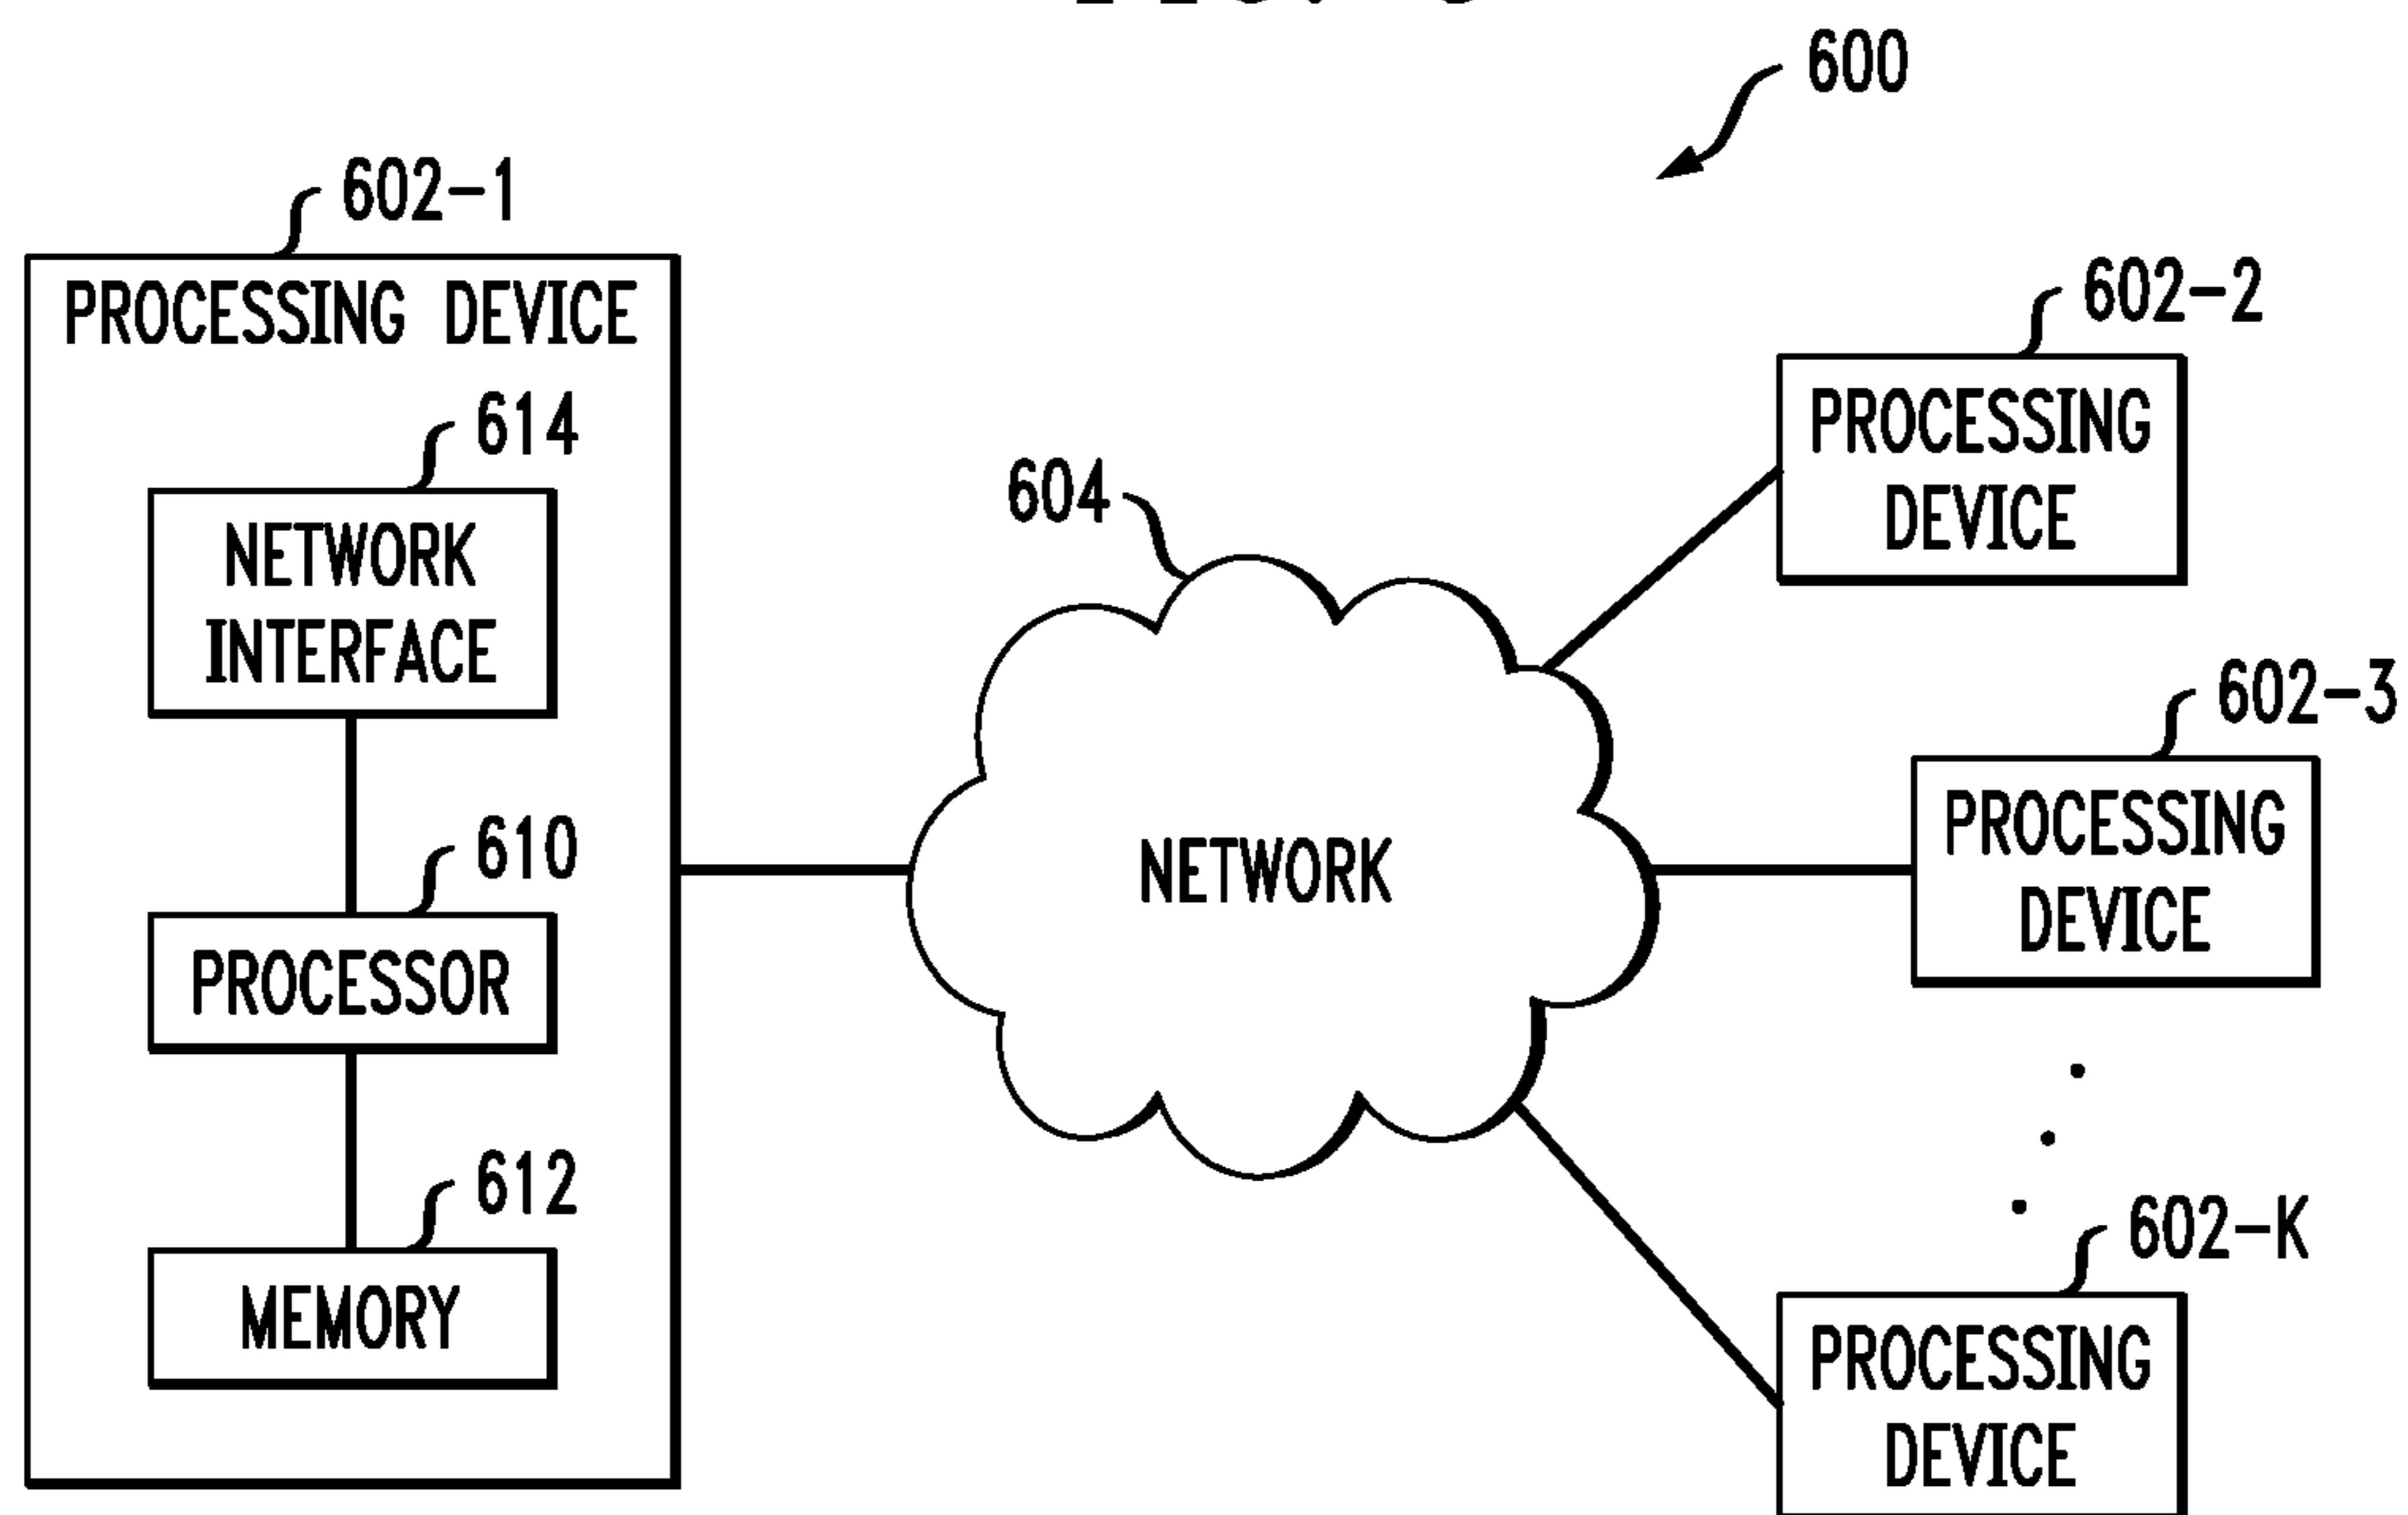 600
602-1
PROCESSING DEVICE
614
NETWORK
INTERFACE
610
PROCESSOR
612
MEMORY
604
NETWORK
602-2
PROCESSING
DEVICE
602-3
PROCESSING
DEVICE
602-K
PROCESSING
DEVICE